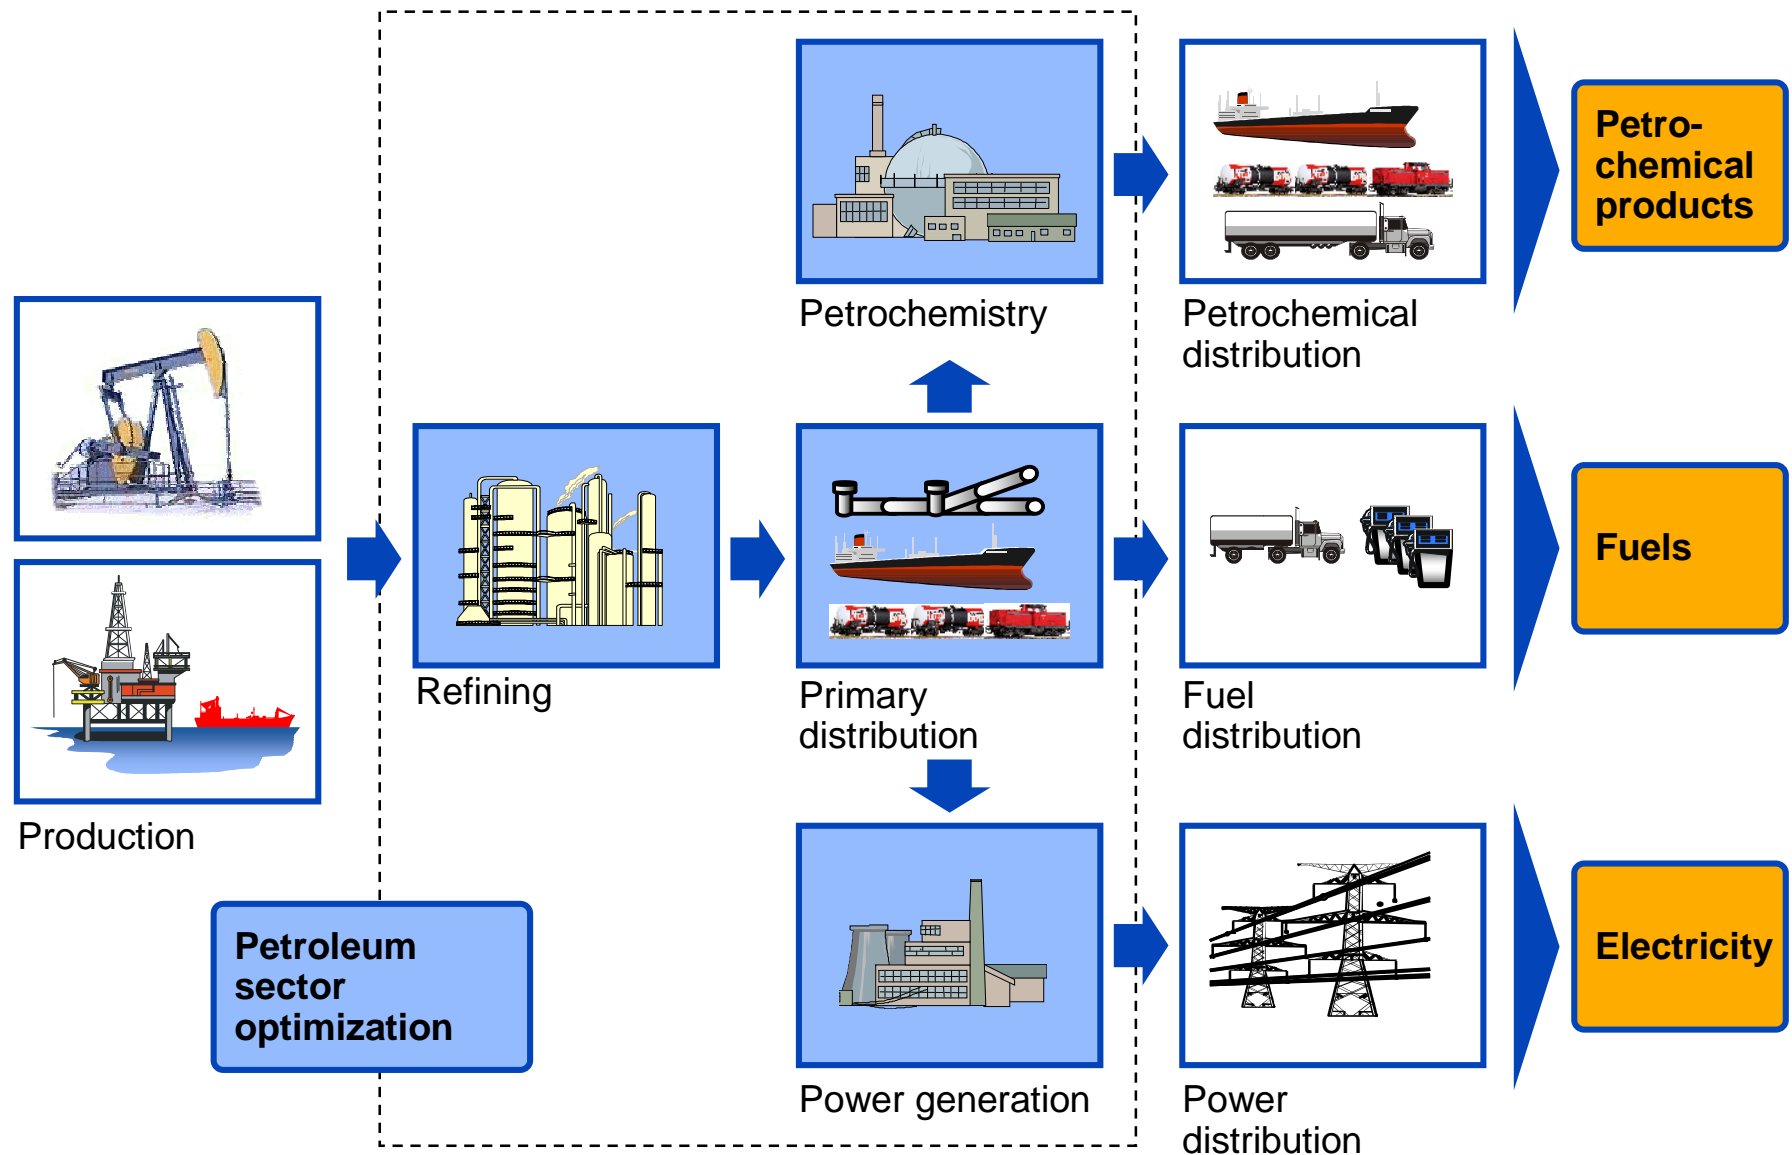 Petro-
chemical
products
Petrochemistry
Petrochemical
distribution
Fuels
Refining
Primary
distribution
Fuel
distribution
Production
Petroleum
sector
optimization
Electricity
Power generation
Power
distribution